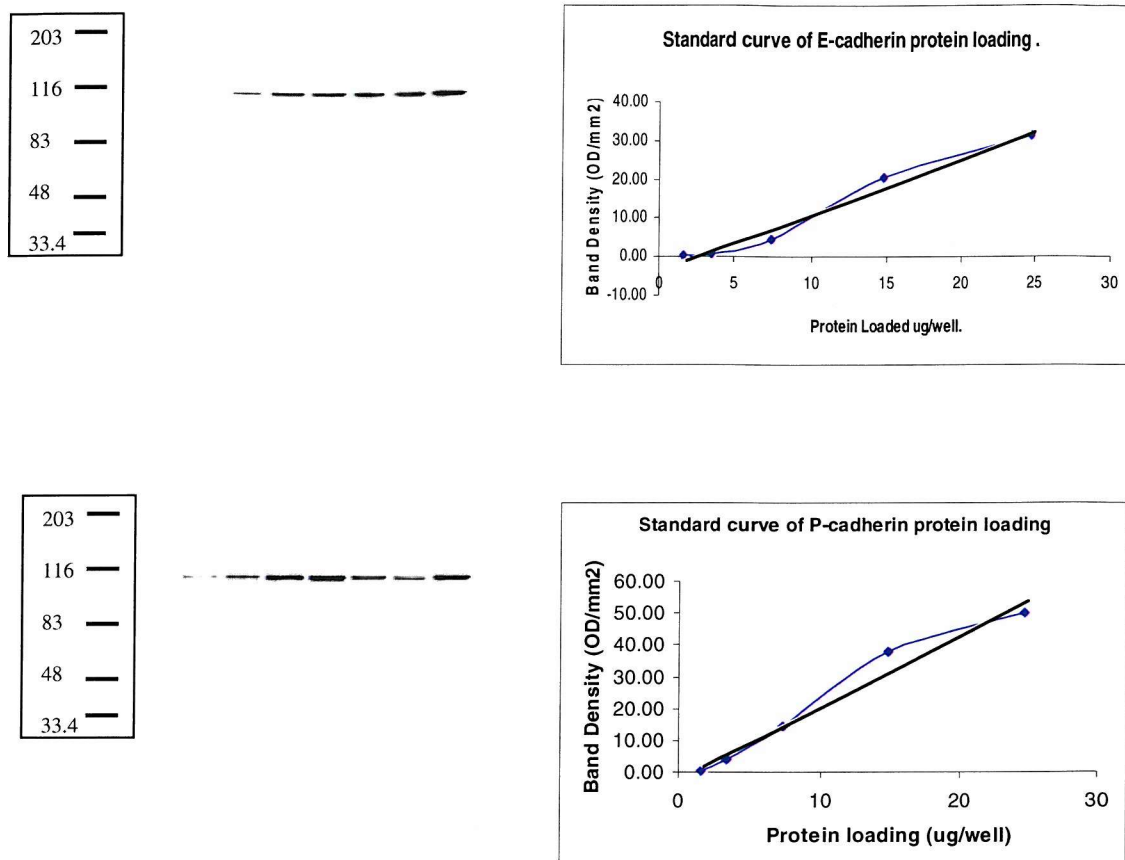 203
116
83
48
33.4
Standard curve of E-cadherin protein loading .
Band Density (OD/mm2)
40.00
30.00
20.00
10.00
0.00
-10.00
0 5 10 15 20 25 30
Protein Loaded ug/well.
203
116
83
48
33.4
Standard curve of P-cadherin protein loading
Band Density (OD/mm2)
60.00
50.00
40.00
30.00
20.00
10.00
0.00
0 10 20 30
Protein loading (ug/well)